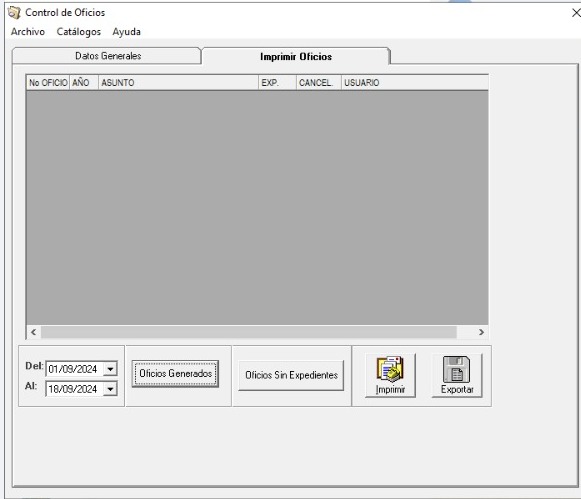 Control de Oficios
Archivo Catálogos Ayuda
Datos Generales Imprimir Oficios
No OFICIO AÑO ASUNTO EXP. CANCEL. USUARIO
Del: 01/09/2024
Al: 18/09/2024
Oficios Generados
Oficios Sin Expedientes
Imprimir
Exportar